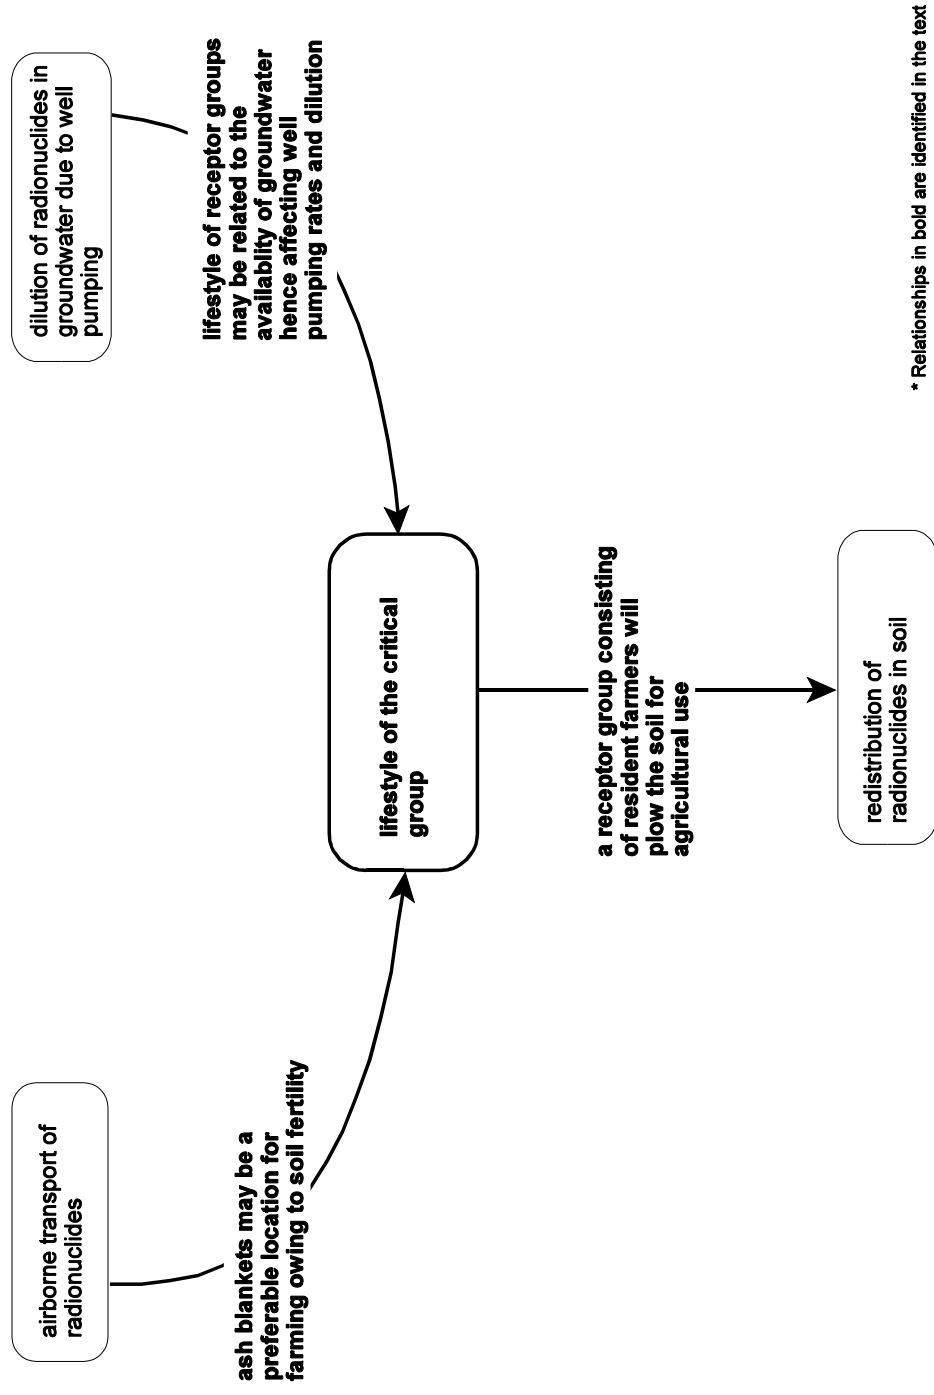 airborne transport of
radionuclides
ash blankets may be a
preferable location for
farming owing to soil fertility
dilution of radionuclides in
groundwater due to well
pumping
lifestyle of receptor groups
may be related to the
availablity of groundwater
hence affecting well
pumping rates and dilution
lifestyle of the critical
group
a receptor group consisting
of resident farmers will
plow the soil for
agricultural use
redistribution of
radionuclides in soil
* Relationships in bold are identified in the text